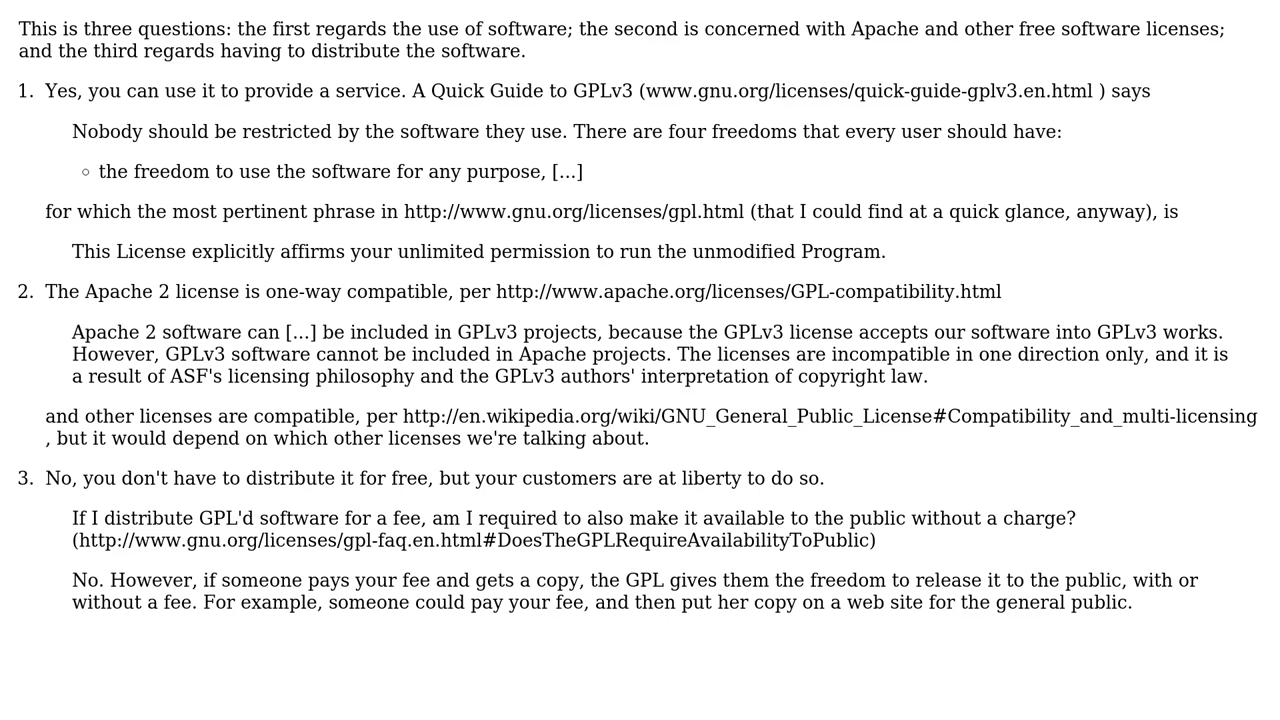 This is three questions: the first regards the use of software; the second is concerned with Apache and other free software licenses;
and the third regards having to distribute the software.
1. Yes, you can use it to provide a service. A Quick Guide to GPLv3 (www.gnu.org/licenses/quick-guide-gplv3.en.html ) says
Nobody should be restricted by the software they use. There are four freedoms that every user should have:
◦ the freedom to use the software for any purpose, [...]
for which the most pertinent phrase in http://www.gnu.org/licenses/gpl.html (that I could find at a quick glance, anyway), is
This License explicitly affirms your unlimited permission to run the unmodified Program.
2. The Apache 2 license is one-way compatible, per http://www.apache.org/licenses/GPL-compatibility.html
Apache 2 software can [...] be included in GPLv3 projects, because the GPLv3 license accepts our software into GPLv3 works.
However, GPLv3 software cannot be included in Apache projects. The licenses are incompatible in one direction only, and it is
a result of ASF's licensing philosophy and the GPLv3 authors' interpretation of copyright law.
and other licenses are compatible, per http://en.wikipedia.org/wiki/GNU_General_Public_License#Compatibility_and_multi-licensing
, but it would depend on which other licenses we're talking about.
3. No, you don't have to distribute it for free, but your customers are at liberty to do so.
If I distribute GPL'd software for a fee, am I required to also make it available to the public without a charge?
(http://www.gnu.org/licenses/gpl-faq.en.html#DoesTheGPLRequireAvailabilityToPublic)
No. However, if someone pays your fee and gets a copy, the GPL gives them the freedom to release it to the public, with or
without a fee. For example, someone could pay your fee, and then put her copy on a web site for the general public.